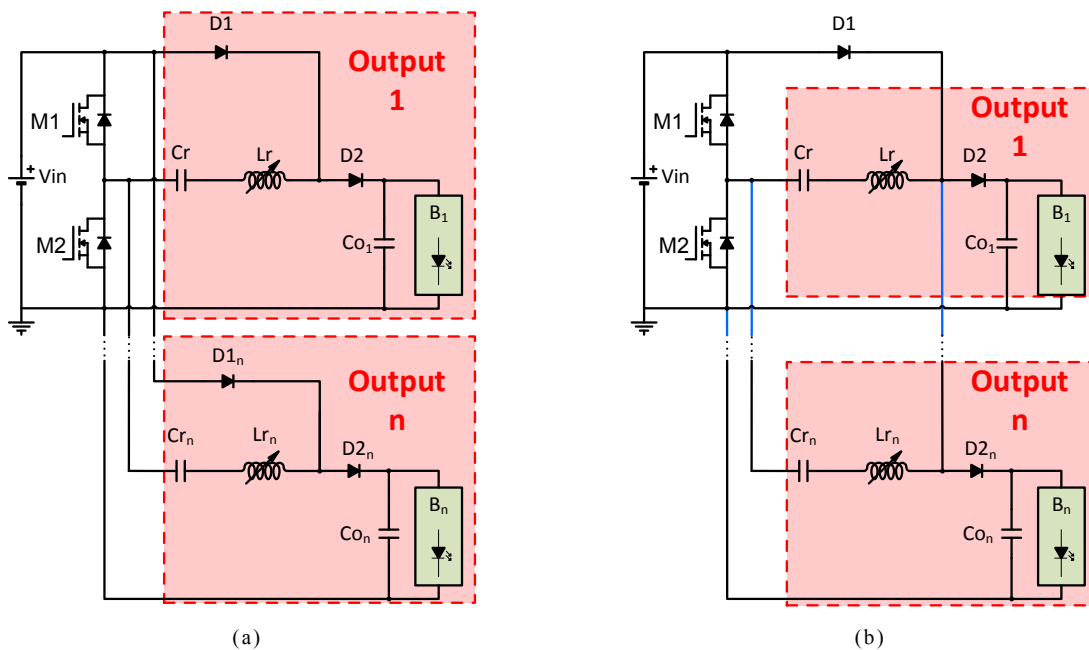 D1
Output
1
M1
Cr
Lr
D2
+
Vin
B1
M2
Co1
D1n
Output
n
Crn
Lrn
D2n
Bn
Con
(a)
D1
Output
1
M1
Cr
Lr
D2
+
Vin
B1
M2
Co1
Output
n
Crn
Lrn
D2n
Bn
Con
(b)